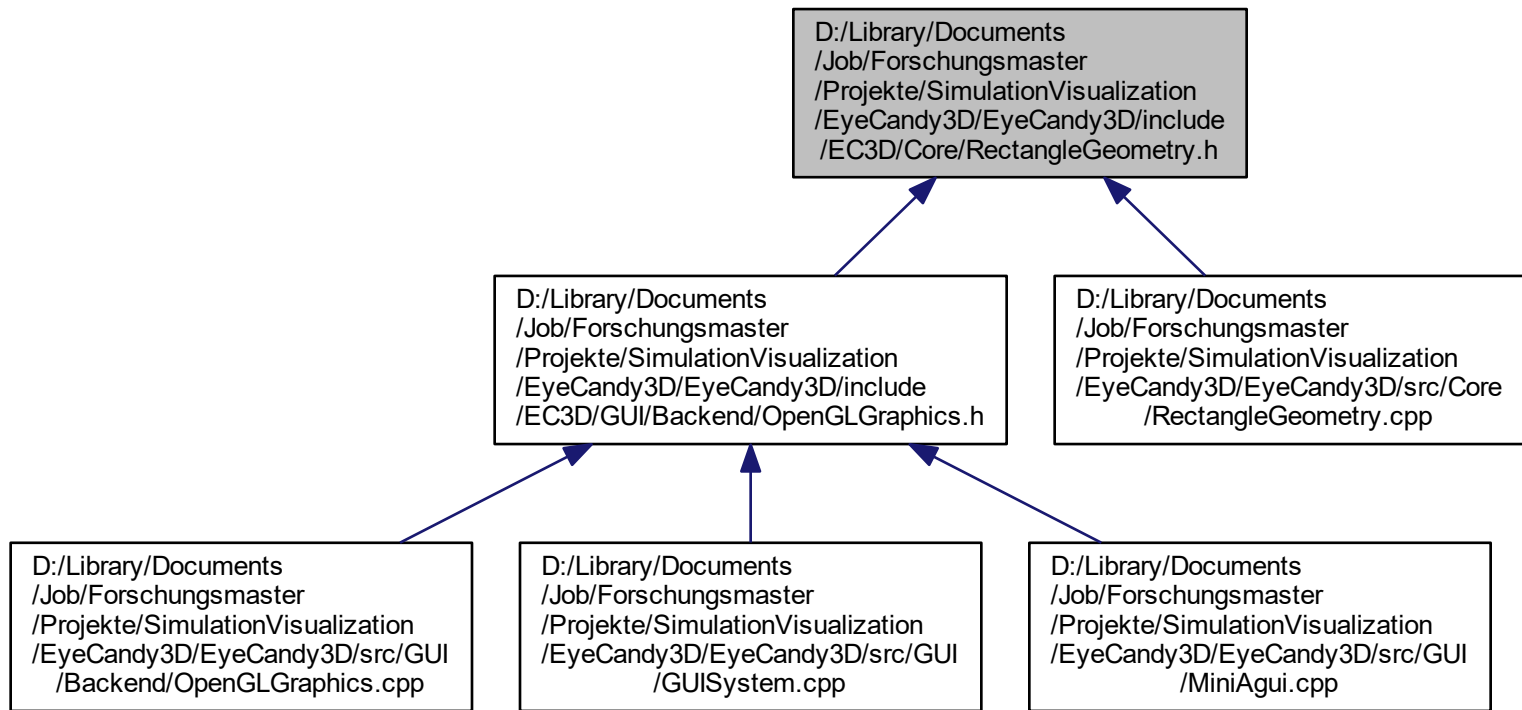 D:/Library/Documents
/Job/Forschungsmaster
/Projekte/SimulationVisualization
/EyeCandy3D/EyeCandy3D/include
/EC3D/Core/RectangleGeometry.h
D:/Library/Documents
/Job/Forschungsmaster
/Projekte/SimulationVisualization
/EyeCandy3D/EyeCandy3D/include
/EC3D/GUI/Backend/OpenGLGraphics.h
D:/Library/Documents
/Job/Forschungsmaster
/Projekte/SimulationVisualization
/EyeCandy3D/EyeCandy3D/src/Core
/RectangleGeometry.cpp
D:/Library/Documents
/Job/Forschungsmaster
/Projekte/SimulationVisualization
/EyeCandy3D/EyeCandy3D/src/GUI
/Backend/OpenGLGraphics.cpp
D:/Library/Documents
/Job/Forschungsmaster
/Projekte/SimulationVisualization
/EyeCandy3D/EyeCandy3D/src/GUI
/GUISystem.cpp
D:/Library/Documents
/Job/Forschungsmaster
/Projekte/SimulationVisualization
/EyeCandy3D/EyeCandy3D/src/GUI
/MiniAgui.cpp